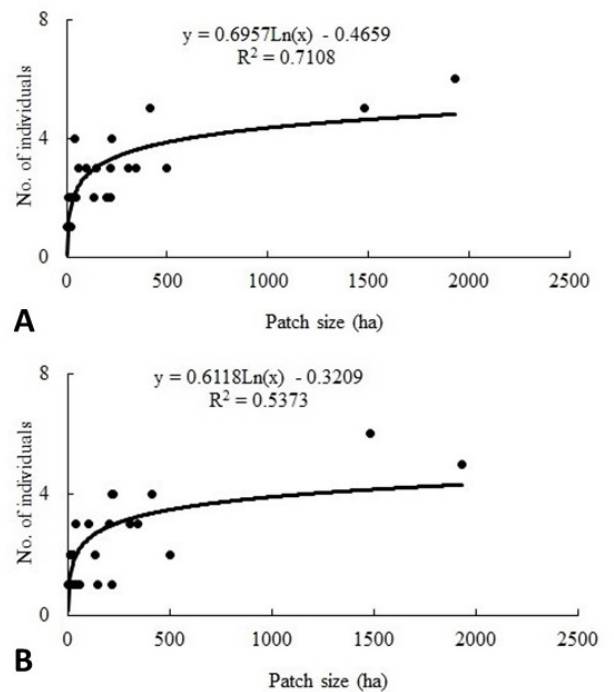 8
y = 0.6957Ln(x) - 0.4659
R² = 0.7108
No. of individuals
4
0
0 500 1000 1500 2000 2500
A
Patch size (ha)
8
y = 0.6118Ln(x) - 0.3209
R² = 0.5373
No. of individuals
4
0
0 500 1000 1500 2000 2500
B
Patch size (ha)